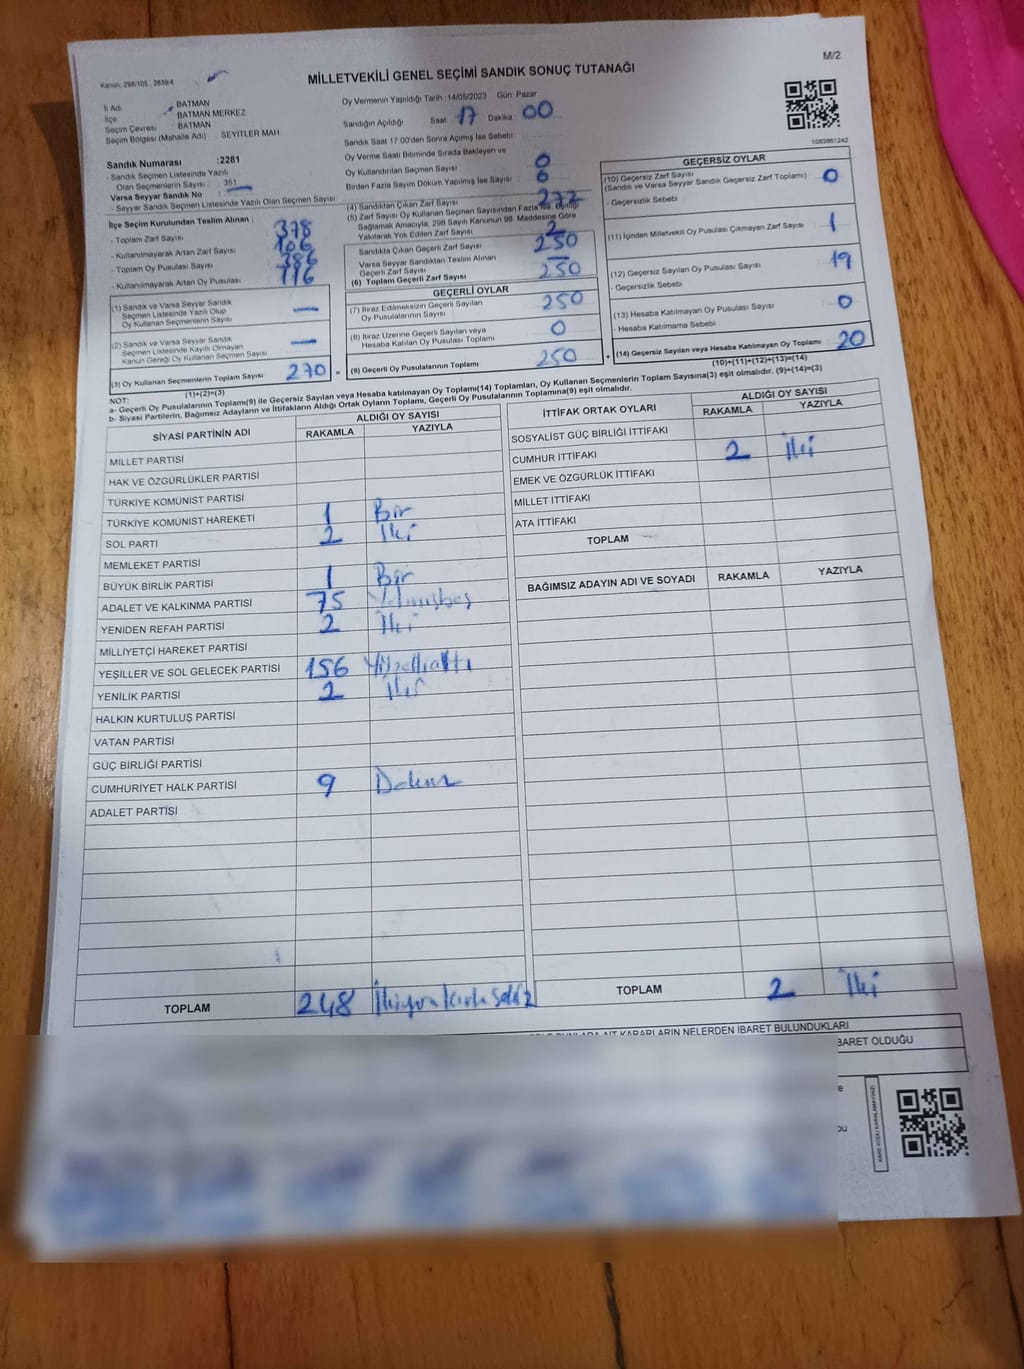 M/2
Kanun: 298/105 , 2839/4
MİLLETVEKİLİ GENEL SEÇİMİ SANDIK SONUÇ TUTANAĞI
İli Adı : BATMAN
İlçe : BATMAN MERKEZ
Seçim Çevresi : BATMAN
Seçim Bölgesi (Mahalle Adı) : SEYİTLER MAH
Sandık Numarası :2281
- Sandık Seçmen Listesinde Yazılı
Olan Seçmenlerin Sayısı : 351
Varsa Seyyar Sandık No :
- Seyyar Sandık Seçmen Listesinde Yazılı Olan Seçmen Sayısı
Oy Vermenin Yapıldığı Tarih :14/05/2023 Gün: Pazar
Sandığın Açıldığı Saat: 17 Dakika: 00
Sandık Saat 17.00'den Sonra Açılmış İse Sebebi :
Oy Verme Saati Bitiminde Sırada Bekleyen ve
Oy Kullandırılan Seçmen Sayısı 0
Birden Fazla Sayım Döküm Yapılmış İse Sayısı 0
1083861242
İlçe Seçim Kurulundan Teslim Alınan :
- Toplam Zarf Sayısı 378
- Kullanılmayarak Artan Zarf Sayısı 106
- Toplam Oy Pusulası Sayısı 386
- Kullanılmayarak Artan Oy Pusulası 116
(1) Sandık ve Varsa Seyyar Sandık
Seçmen Listesinde Yazılı Olup
Oy Kullanan Seçmenlerin Sayısı —
(2) Sandık ve Varsa Seyyar Sandık
Seçmen Listesinde Kayıtlı Olmayan
Kanun Gereği Oy Kullanan Seçmen Sayısı —
(3) Oy Kullanan Seçmenlerin Toplam Sayısı 270
(1)+(2)=(3)
(4) Sandıktan Çıkan Zarf Sayısı 272
(5) Zarf Sayısı Oy Kullanan Seçmen Sayısından Fazla İse, Eşitliği
Sağlamak Amacıyla, 298 Sayılı Kanunun 98. Maddesine Göre
Yakılarak Yok Edilen Zarf Sayısı 2
Sandıkta Çıkan Geçerli Zarf Sayısı 250
Varsa Seyyar Sandıktan Teslim Alınan
Geçerli Zarf Sayısı —
(6) Toplam Geçerli Zarf Sayısı 250
GEÇERLİ OYLAR
(7) İtiraz Edilmeksizin Geçerli Sayılan
Oy Pusulalarının Sayısı 250
(8) İtiraz Üzerine Geçerli Sayılan veya
Hesaba Katılan Oy Pusulası Toplamı 0
= (9) Geçerli Oy Pusulalarının Toplamı 250
GEÇERSİZ OYLAR
(10) Geçersiz Zarf Sayısı 0
(Sandık ve Varsa Seyyar Sandık Geçersiz Zarf Toplamı)
- Geçersizlik Sebebi
(11) İçinden Milletvekili Oy Pusulası Çıkmayan Zarf Sayısı 1
(12) Geçersiz Sayılan Oy Pusulası Sayısı 19
- Geçersizlik Sebebi
(13) Hesaba Katılmayan Oy Pusulası Sayısı 0
- Hesaba Katılmama Sebebi
+ (14) Geçersiz Sayılan veya Hesaba Katılmayan Oy Toplamı 20
(10)+(11)+(12)+(13)=(14)
NOT:
a- Geçerli Oy Pusulalarının Toplamı(9) ile Geçersiz Sayılan veya Hesaba katılmayan Oy Toplamı(14) Toplamları, Oy Kullanan Seçmenlerin Toplam Sayısına(3) eşit olmalıdır. (9)+(14)=(3)
b- Siyasi Partilerin, Bağımsız Adayların ve İttifakların Aldığı Ortak Oyların Toplamı, Geçerli Oy Pusulalarının Toplamına(9) eşit olmalıdır.
SİYASİ PARTİNİN ADI ALDIĞI OY SAYISI
RAKAMLA YAZIYLA
MİLLET PARTİSİ
HAK VE ÖZGÜRLÜKLER PARTİSİ
TÜRKİYE KOMÜNİST PARTİSİ
TÜRKİYE KOMÜNİST HAREKETİ 1 Bir
SOL PARTİ 2 İki
MEMLEKET PARTİSİ
BÜYÜK BİRLİK PARTİSİ 1 Bir
ADALET VE KALKINMA PARTİSİ 75 Yetmişbeş
YENİDEN REFAH PARTİSİ 2 İki
MİLLİYETÇİ HAREKET PARTİSİ
YEŞİLLER VE SOL GELECEK PARTİSİ 156 Yüzelliattı
YENİLİK PARTİSİ 2 İki
HALKIN KURTULUŞ PARTİSİ
VATAN PARTİSİ
GÜÇ BİRLİĞİ PARTİSİ
CUMHURİYET HALK PARTİSİ 9 Dokuz
ADALET PARTİSİ
TOPLAM 248 İkiyüzkırksekiz
İTTİFAK ORTAK OYLARI ALDIĞI OY SAYISI
RAKAMLA YAZIYLA
SOSYALİST GÜÇ BİRLİĞİ İTTİFAKI
CUMHUR İTTİFAKI 2 İki
EMEK VE ÖZGÜRLÜK İTTİFAKI
MİLLET İTTİFAKI
ATA İTTİFAKI
TOPLAM
BAĞIMSIZ ADAYIN ADI VE SOYADI RAKAMLA YAZIYLA
TOPLAM 2 İki
KARARLARIN NELERDEN İBARET BULUNDUKLARI
BARET OLDUĞU